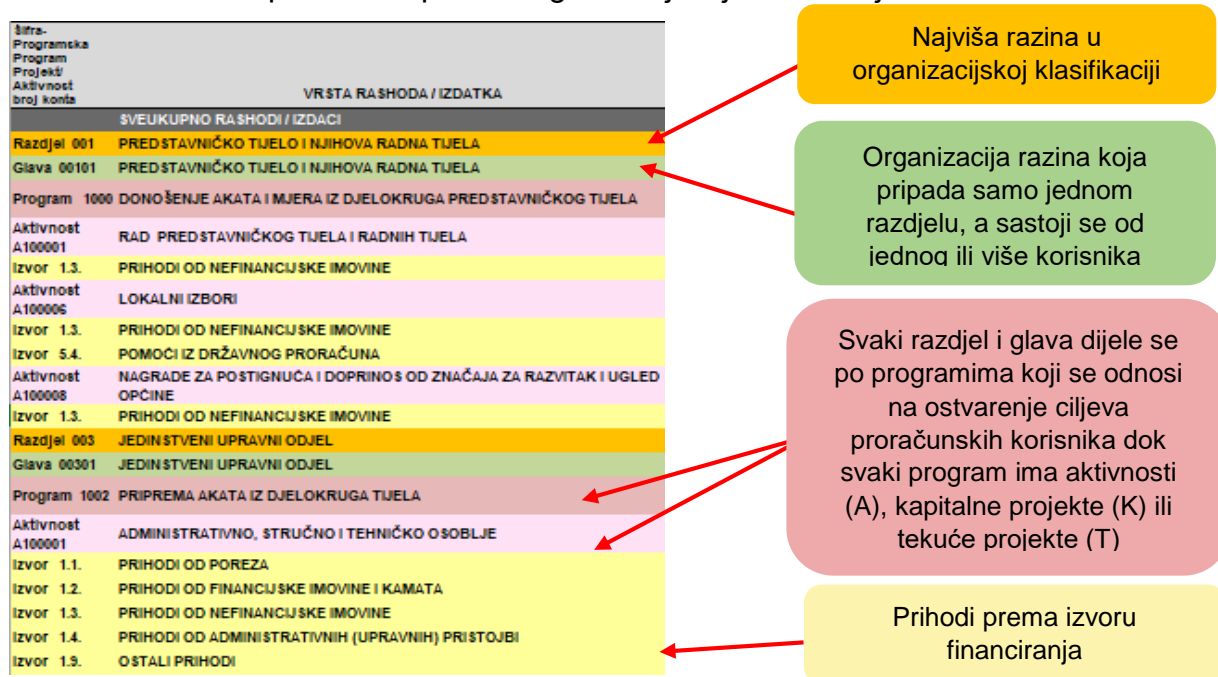 Šifra-
Programska
Program
Projekt/
Aktivnost
broj konta
VRSTA RASHODA / IZDATKA
SVEUKUPNO RASHODI / IZDACI
Razdjel 001 PREDSTAVNIČKO TIJELO I NJIHOVA RADNA TIJELA
Glava 00101 PREDSTAVNIČKO TIJELO I NJIHOVA RADNA TIJELA
Program 1000 DONOŠENJE AKATA I MJERA IZ DJELOKRUGA PREDSTAVNIČKOG TIJELA
Aktivnost
A100001 RAD PREDSTAVNIČKOG TIJELA I RADNIH TIJELA
Izvor 1.3. PRIHODI OD NEFINANCIJSKE IMOVINE
Aktivnost
A100006 LOKALNI IZBORI
Izvor 1.3. PRIHODI OD NEFINANCIJSKE IMOVINE
Izvor 5.4. POMOĆI IZ DRŽAVNOG PRORAČUNA
Aktivnost NAGRADE ZA POSTIGNUĆA I DOPRINOS OD ZNAČAJA ZA RAZVITAK I UGLED
A100008 OPĆINE
Izvor 1.3. PRIHODI OD NEFINANCIJSKE IMOVINE
Razdjel 003 JEDINSTVENI UPRAVNI ODJEL
Glava 00301 JEDINSTVENI UPRAVNI ODJEL
Program 1002 PRIPREMA AKATA IZ DJELOKRUGA TIJELA
Aktivnost
A100001 ADMINISTRATIVNO, STRUČNO I TEHNIČKO OSOBLJE
Izvor 1.1. PRIHODI OD POREZA
Izvor 1.2. PRIHODI OD FINANCIJSKE IMOVINE I KAMATA
Izvor 1.3. PRIHODI OD NEFINANCIJSKE IMOVINE
Izvor 1.4. PRIHODI OD ADMINISTRATIVNIH (UPRAVNIH) PRISTOJBI
Izvor 1.9. OSTALI PRIHODI
Najviša razina u
organizacijskoj klasifikaciji
Organizacija razina koja
pripada samo jednom
razdjelu, a sastoji se od
jednog ili više korisnika
Svaki razdjel i glava dijele se
po programima koji se odnosi
na ostvarenje ciljeva
proračunskih korisnika dok
svaki program ima aktivnosti
(A), kapitalne projekte (K) ili
tekuće projekte (T)
Prihodi prema izvoru
financiranja